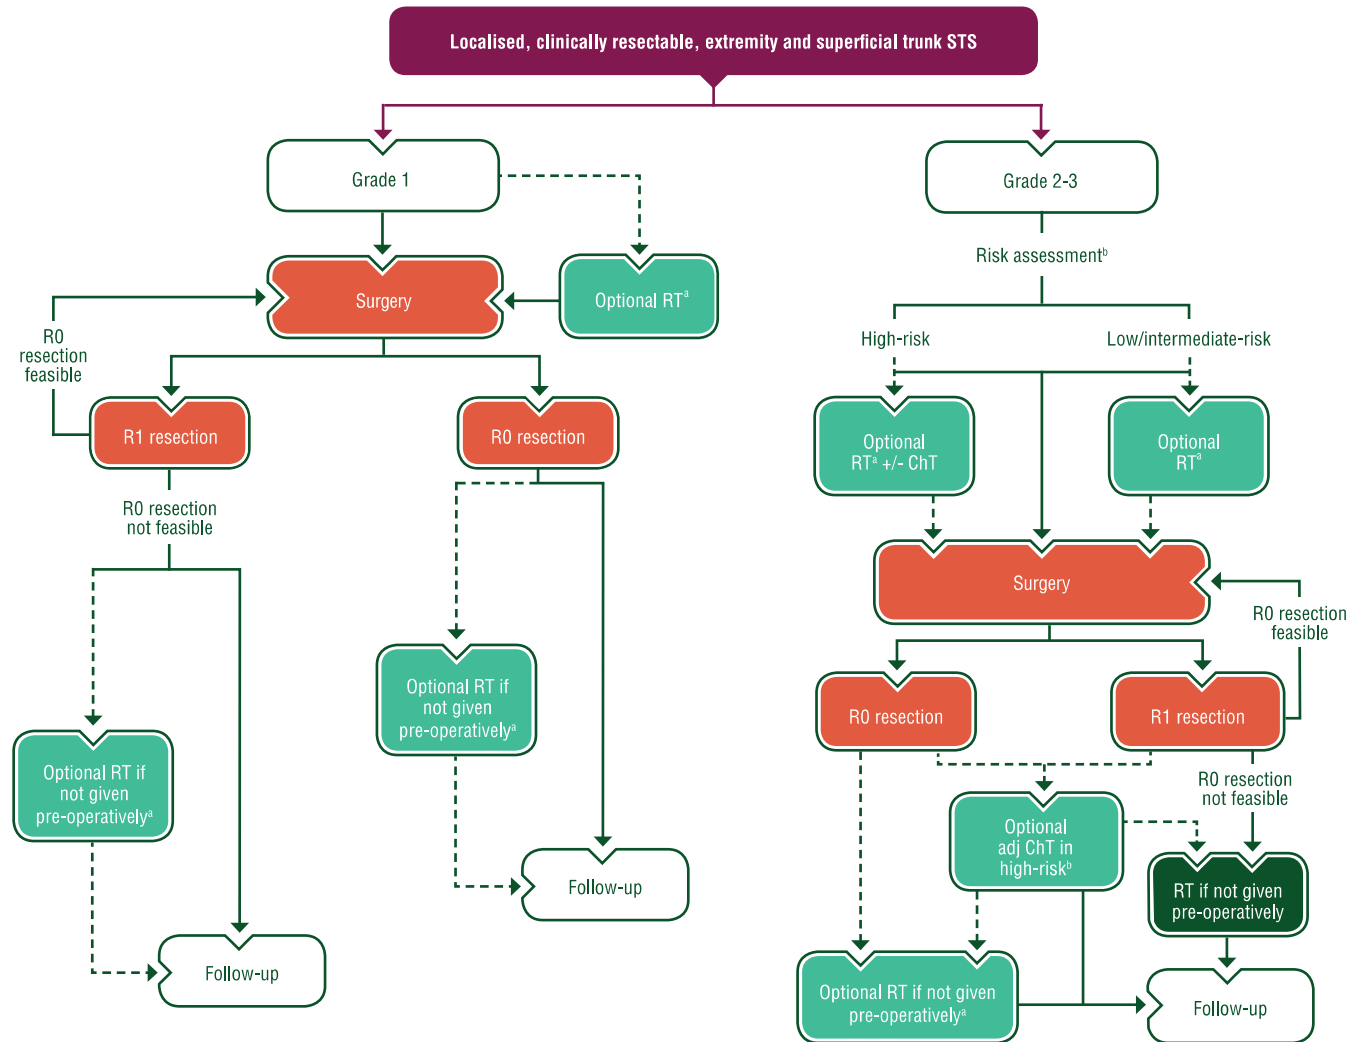 Localised, clinically resectable, extremity and superficial trunk STS
Grade 1
Grade 2-3
Risk assessmentᵇ
Surgery
Optional RTᵃ
R0
resection
feasible
High-risk
Low/intermediate-risk
R1 resection
R0 resection
Optional
RTᵃ +/- ChT
Optional
RTᵃ
R0 resection
not feasible
Surgery
R0 resection
feasible
Optional RT if
not given
pre-operativelyᵃ
R0 resection
R1 resection
Optional RT if
not given
pre-operativelyᵃ
R0 resection
not feasible
Optional
adj ChT in
high-riskᵇ
Follow-up
RT if not given
pre-operatively
Follow-up
Optional RT if not given
pre-operativelyᵃ
Follow-up